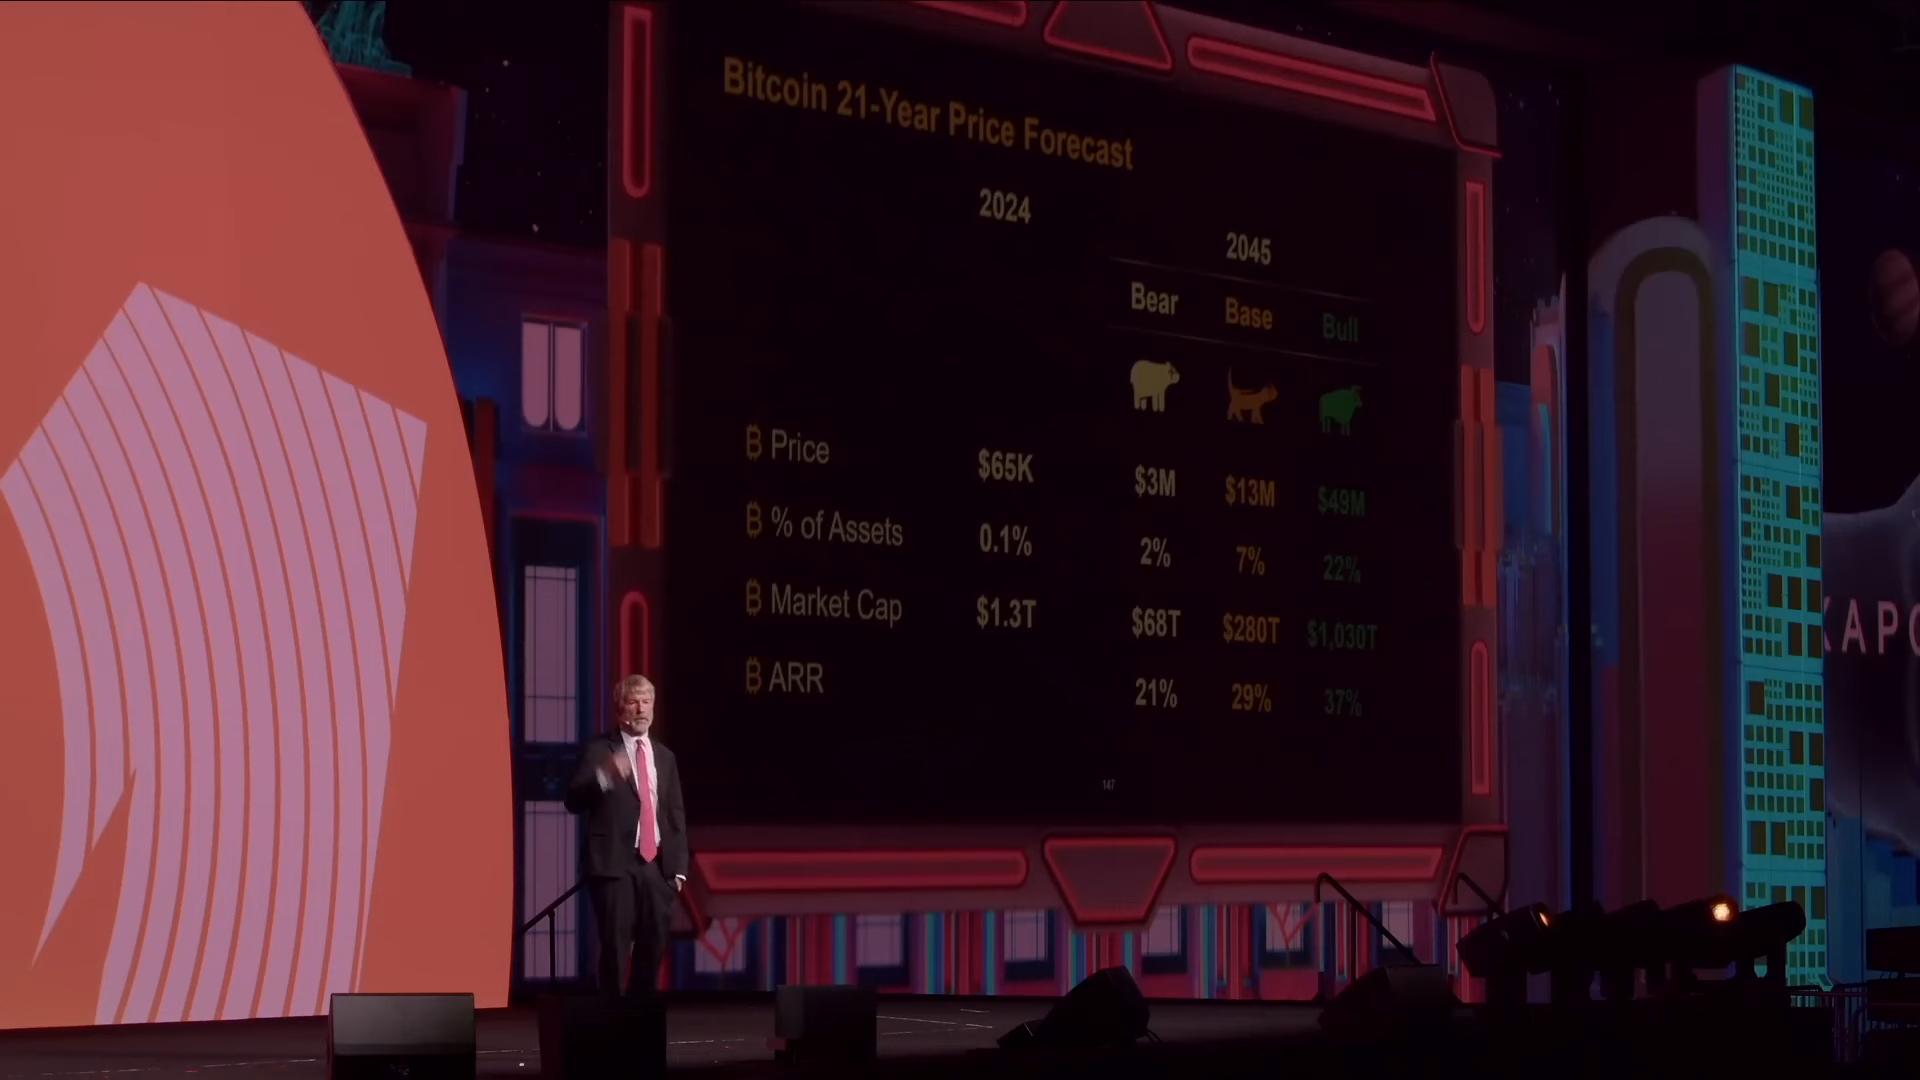 Bitcoin 21-Year Price Forecast
2024
2045
Bear Base Bull
₿ Price $65K $3M $13M $49M
₿ % of Assets 0.1% 2% 7% 22%
₿ Market Cap $1.3T $68T $280T $1,030T
₿ ARR 21% 29% 37%
147